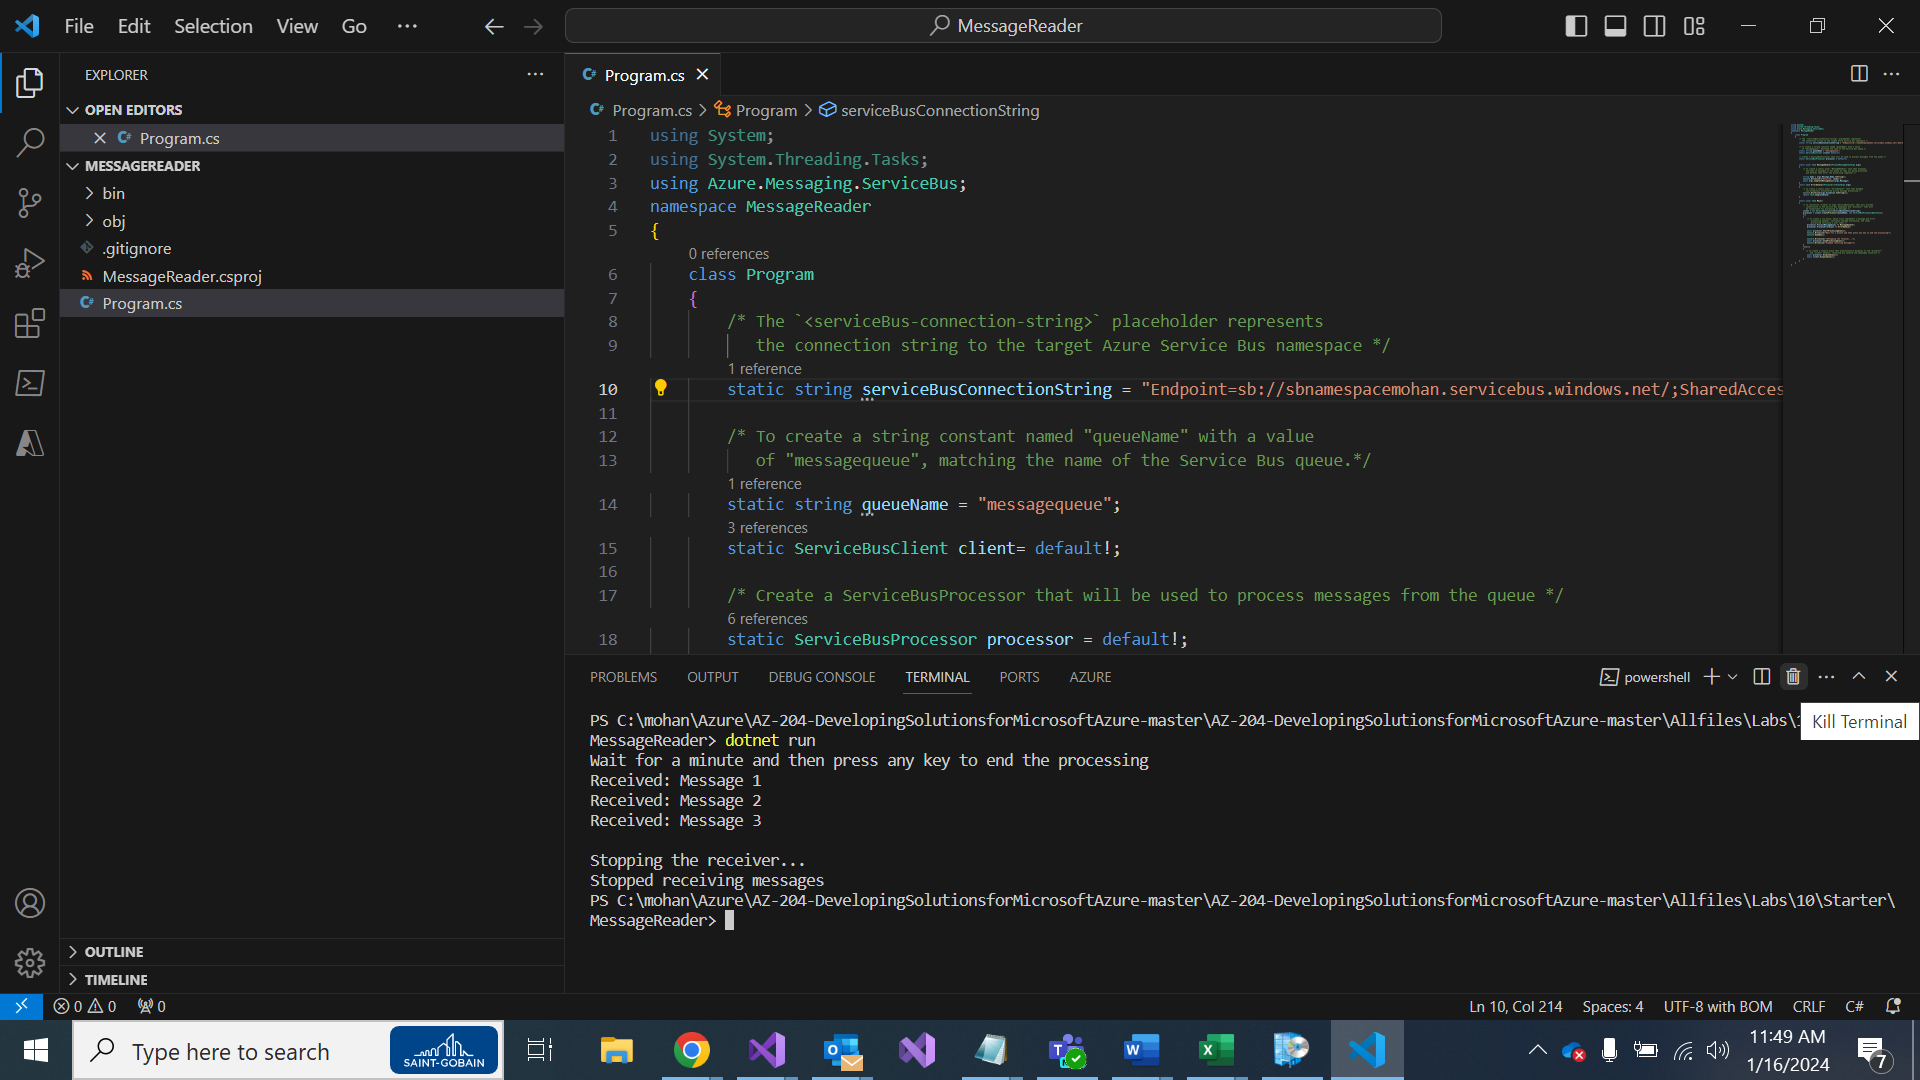 File Edit Selection View Go ···
MessageReader
EXPLORER
OPEN EDITORS
Program.cs
MESSAGEREADER
bin
obj
.gitignore
MessageReader.csproj
Program.cs
OUTLINE
TIMELINE
Program.cs
Program.cs > Program > serviceBusConnectionString
1 using System;
2 using System.Threading.Tasks;
3 using Azure.Messaging.ServiceBus;
4 namespace MessageReader
5 {
0 references
6 class Program
7 {
8 /* The `<serviceBus-connection-string>` placeholder represents
9 the connection string to the target Azure Service Bus namespace */
1 reference
10 static string serviceBusConnectionString = "Endpoint=sb://sbnamespacemohan.servicebus.windows.net/;SharedAcces
11
12 /* To create a string constant named "queueName" with a value
13 of "messagequeue", matching the name of the Service Bus queue.*/
1 reference
14 static string queueName = "messagequeue";
3 references
15 static ServiceBusClient client= default!;
16
17 /* Create a ServiceBusProcessor that will be used to process messages from the queue */
6 references
18 static ServiceBusProcessor processor = default!;
PROBLEMS OUTPUT DEBUG CONSOLE TERMINAL PORTS AZURE
powershell
Kill Terminal
PS C:\mohan\Azure\AZ-204-DevelopingSolutionsforMicrosoftAzure-master\AZ-204-DevelopingSolutionsforMicrosoftAzure-master\Allfiles\Labs\1
MessageReader> dotnet run
Wait for a minute and then press any key to end the processing
Received: Message 1
Received: Message 2
Received: Message 3
Stopping the receiver...
Stopped receiving messages
PS C:\mohan\Azure\AZ-204-DevelopingSolutionsforMicrosoftAzure-master\AZ-204-DevelopingSolutionsforMicrosoftAzure-master\Allfiles\Labs\10\Starter\
MessageReader>
0 0 0
Ln 10, Col 214 Spaces: 4 UTF-8 with BOM CRLF C#
Type here to search
SAINT-GOBAIN
11:49 AM
1/16/2024
7